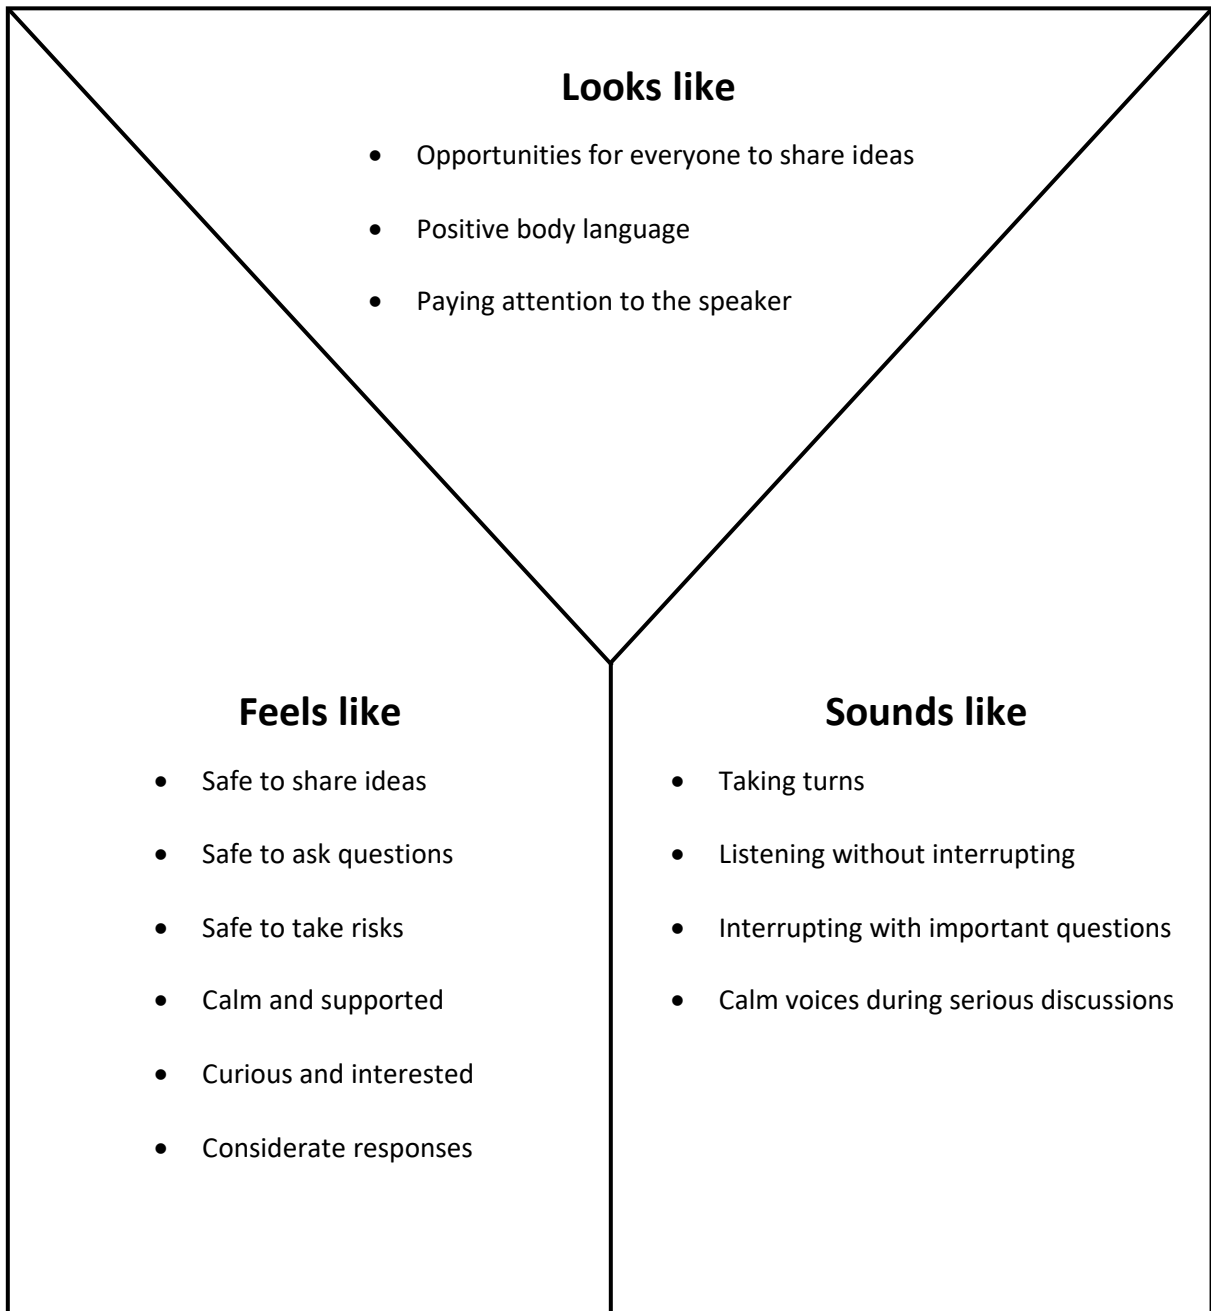 Looks like
• Opportunities for everyone to share ideas
• Positive body language
• Paying attention to the speaker
Feels like
• Safe to share ideas
• Safe to ask questions
• Safe to take risks
• Calm and supported
• Curious and interested
• Considerate responses
Sounds like
• Taking turns
• Listening without interrupting
• Interrupting with important questions
• Calm voices during serious discussions